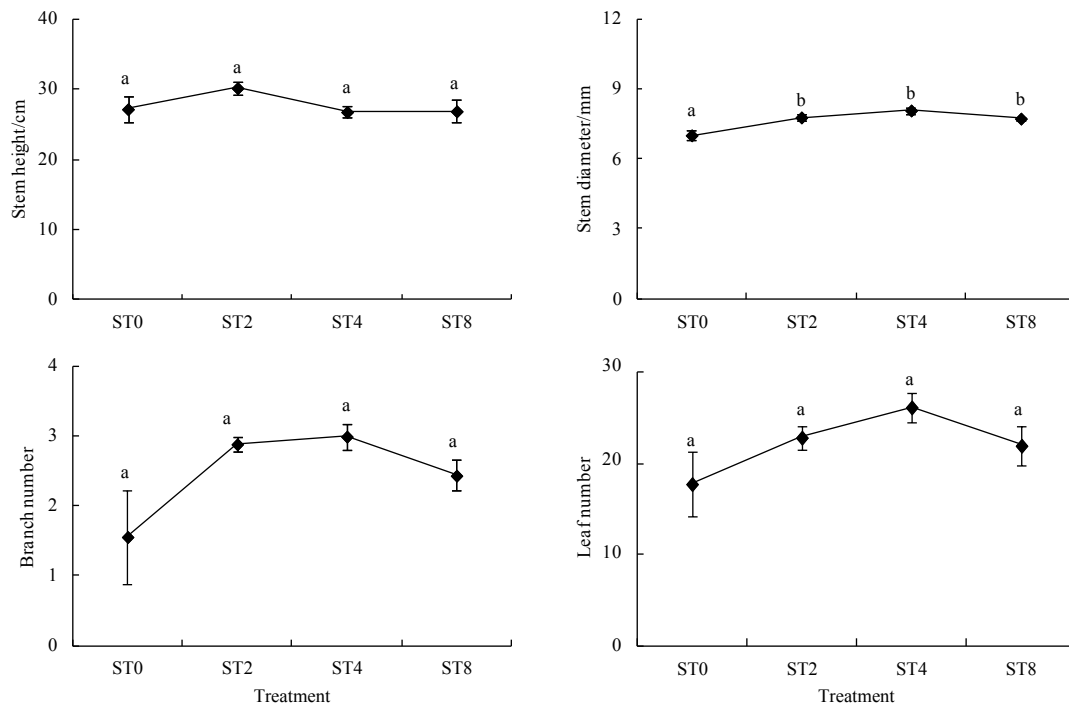 Stem height/cm
40
30
20
10
0
a
a
a
a
ST0
ST2
ST4
ST8
Stem diameter/mm
12
9
6
3
0
a
b
b
b
ST0
ST2
ST4
ST8
Branch number
4
3
2
1
0
a
a
a
a
ST0
ST2
ST4
ST8
Treatment
Leaf number
30
20
10
0
a
a
a
a
ST0
ST2
ST4
ST8
Treatment